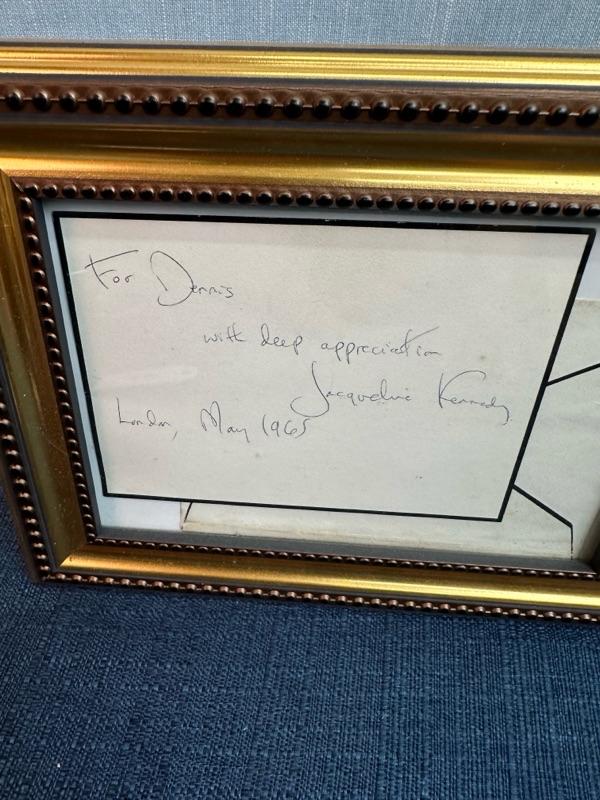 For Dennis
with deep appreciation
Jacqueline Kennedy
London, May 1965